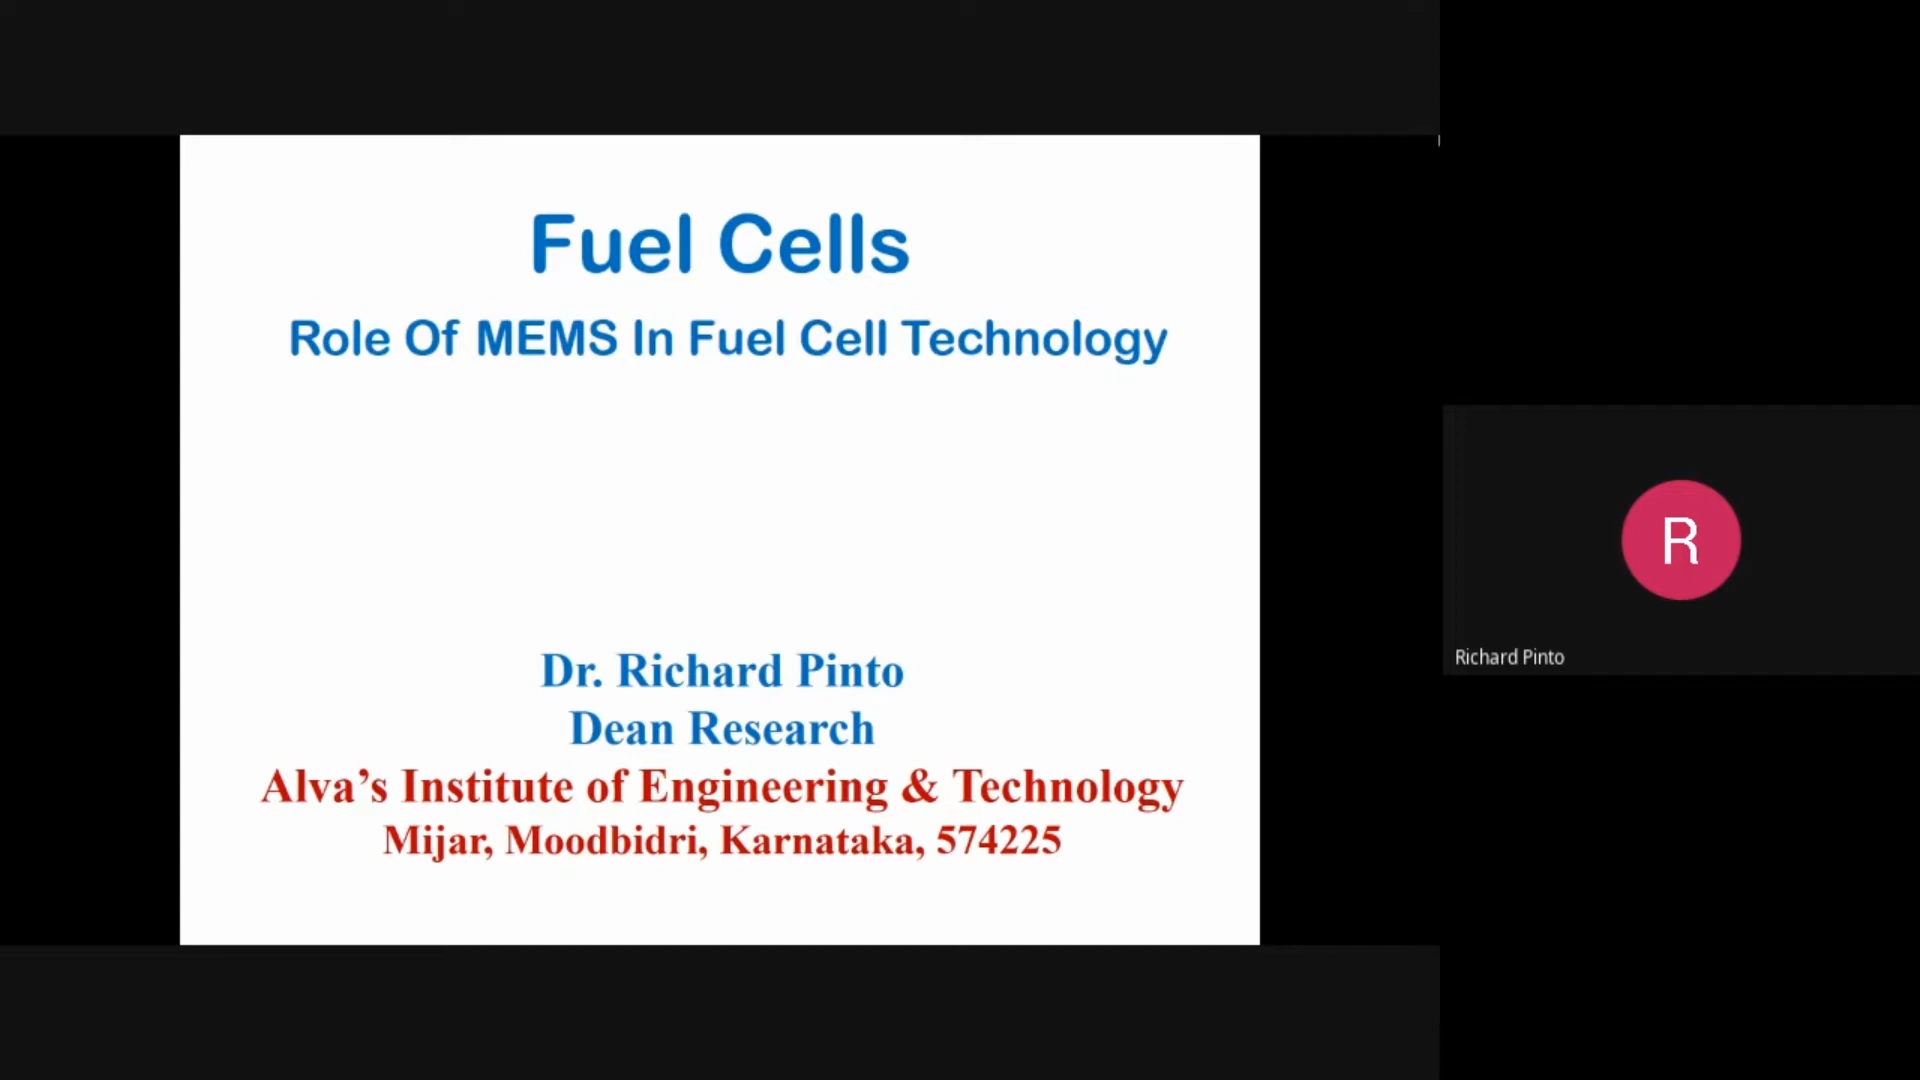 Fuel Cells
Role Of MEMS In Fuel Cell Technology
Dr. Richard Pinto
Dean Research
Alva’s Institute of Engineering & Technology
Mijar, Moodbidri, Karnataka, 574225
R
Richard Pinto